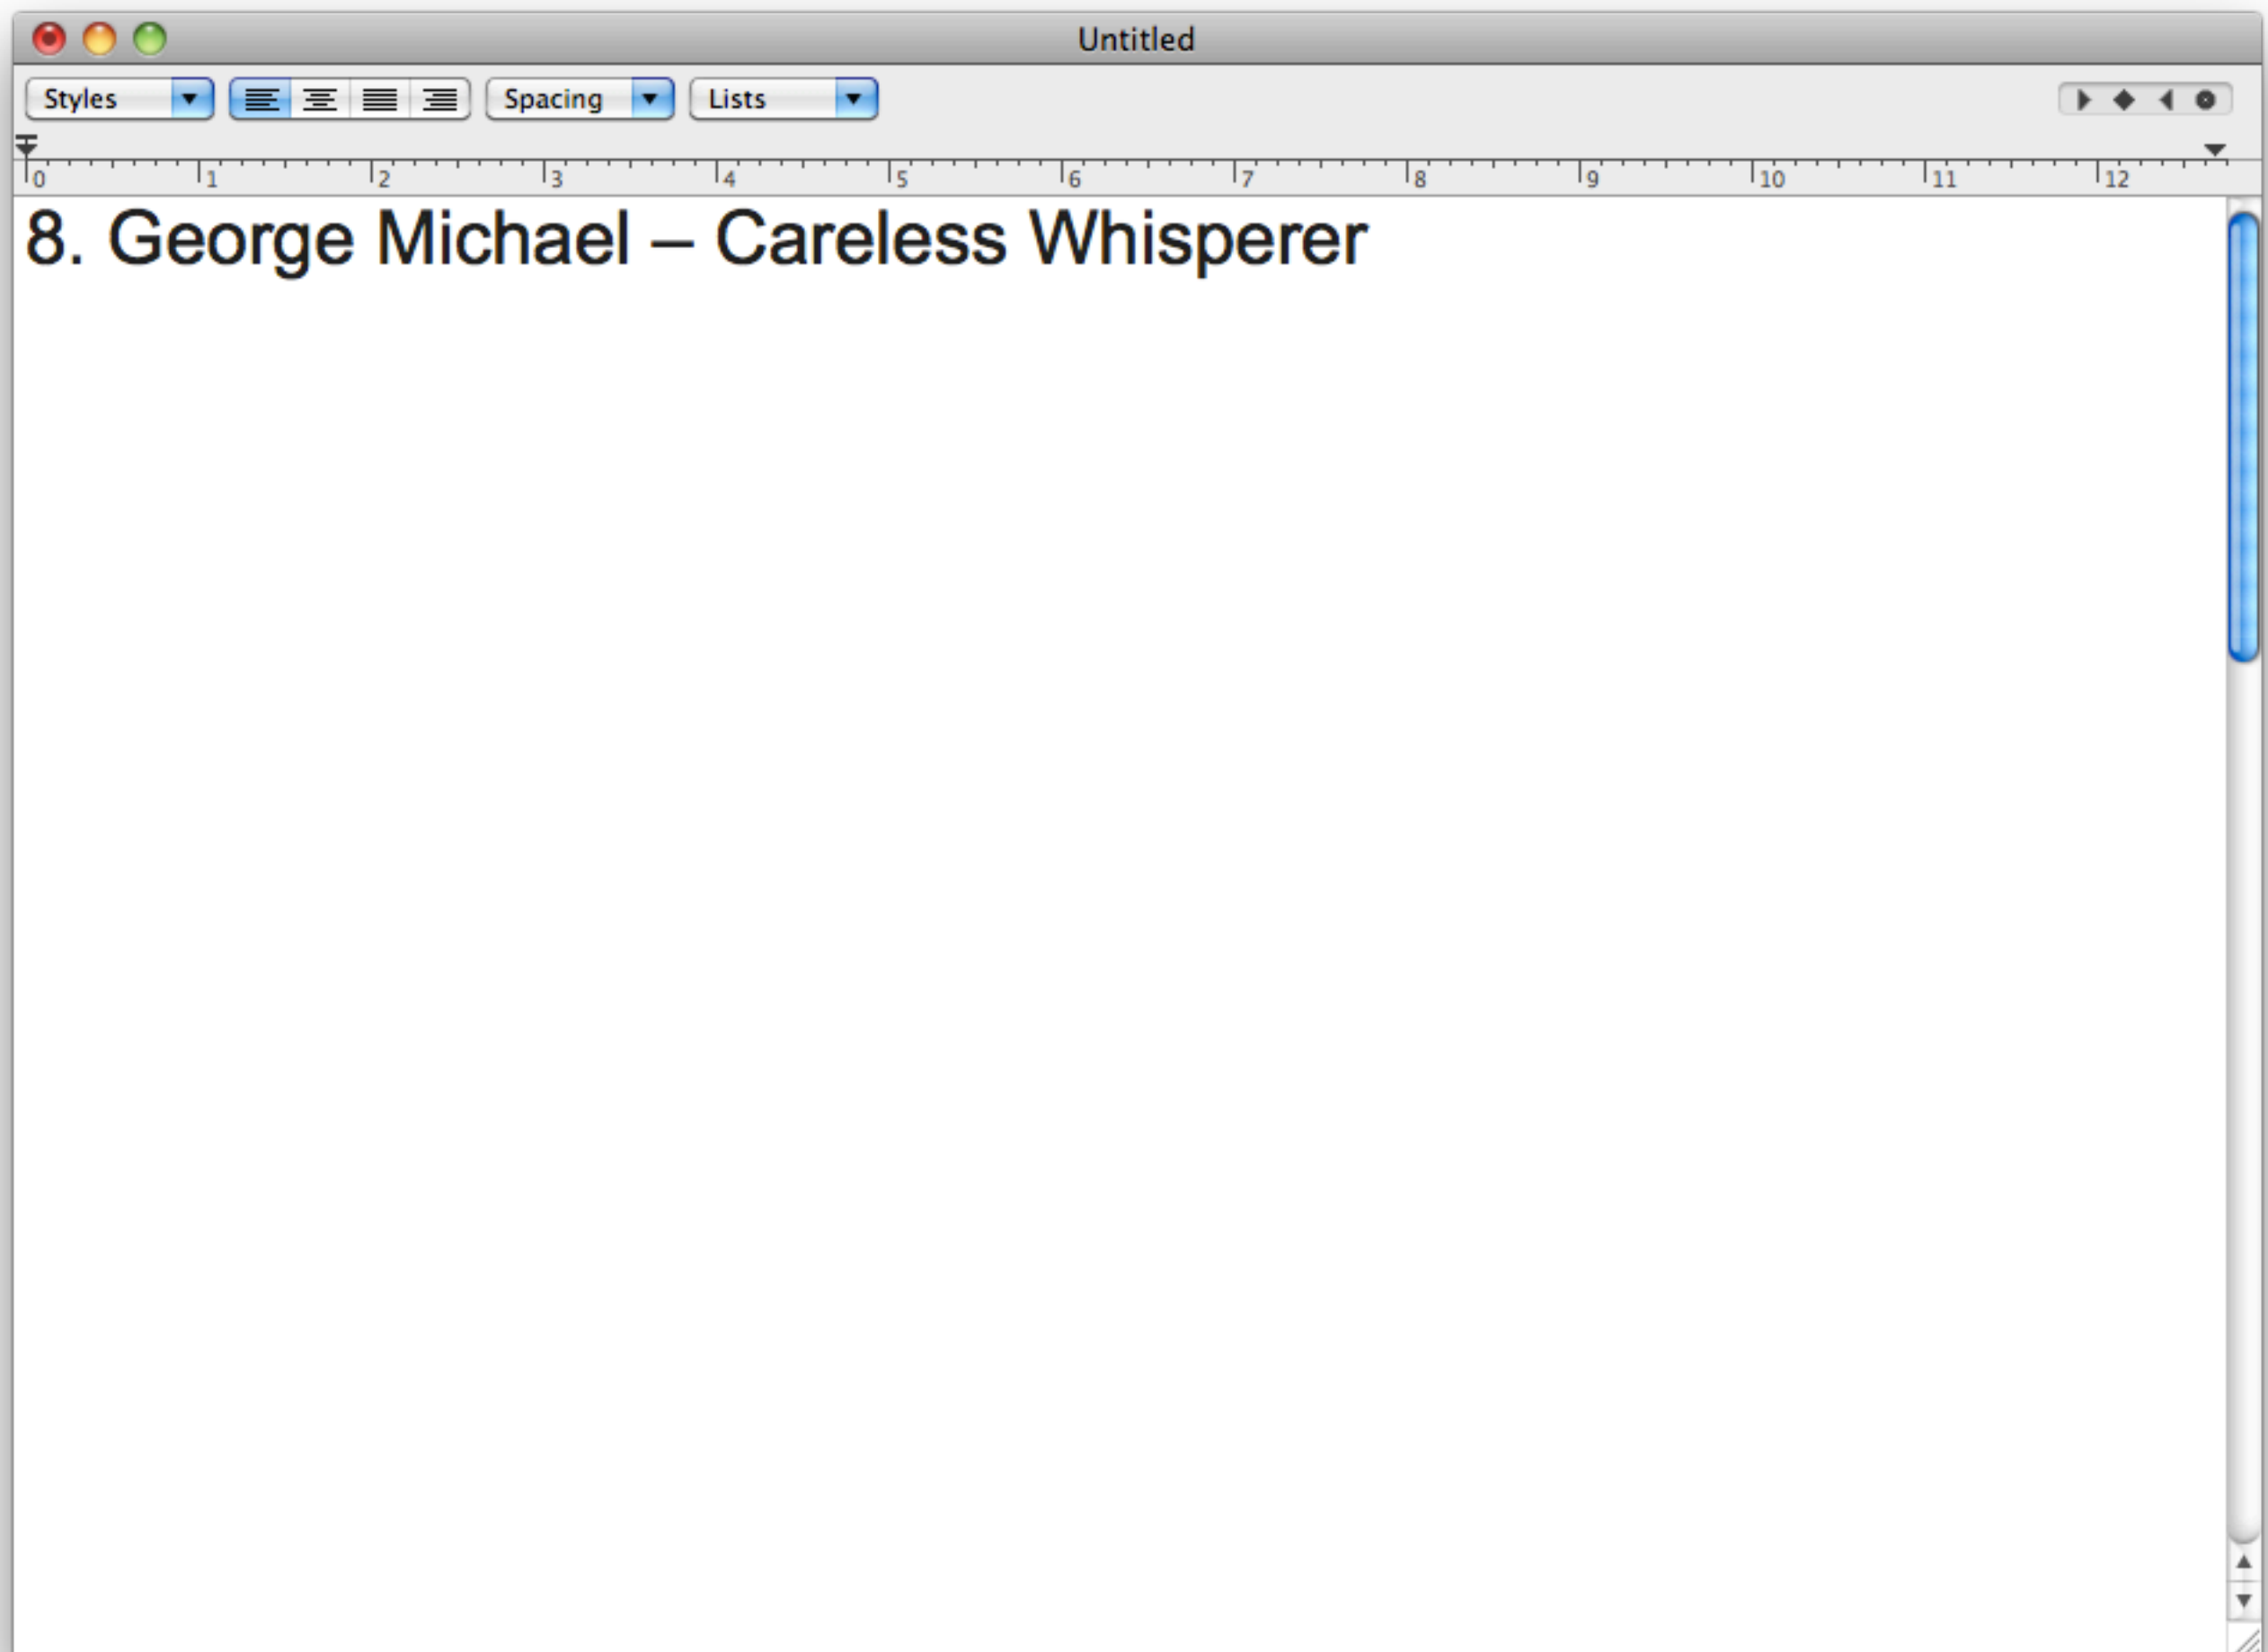 Untitled
Styles Spacing Lists
0 1 2 3 4 5 6 7 8 9 10 11 12
8. George Michael – Careless Whisperer